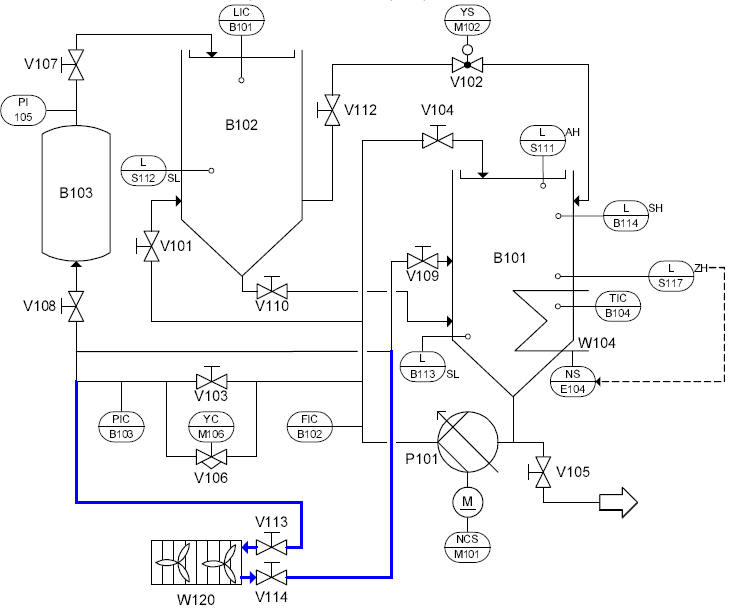 LIC
B101
YS
M102
V107
V102
PI
105
V112
V104
L
S111
AH
B102
L
S112
SL
B103
L
B114
SH
V101
V109
B101
L
S117
ZH
V108
V110
TIC
B104
W104
L
B113
SL
NS
E104
V103
PIC
B103
YC
M106
FIC
B102
V106
P101
V105
M
V113
NCS
M101
V114
W120